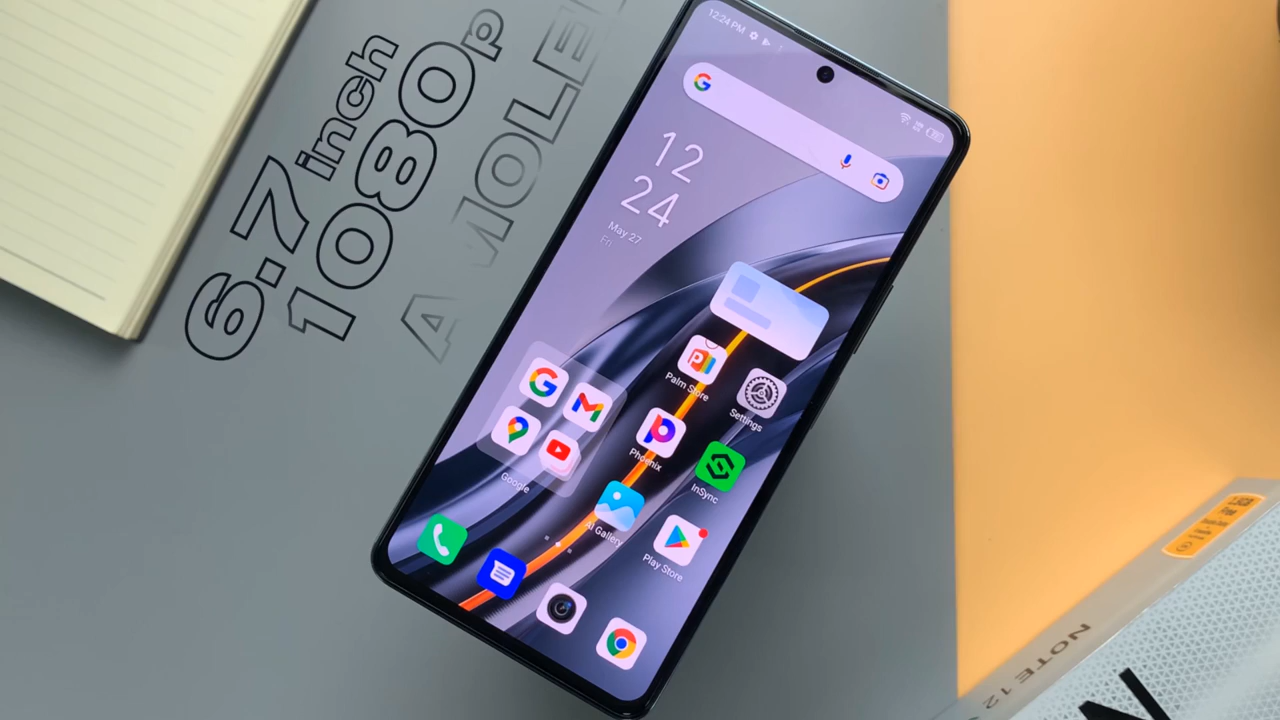 6.7 inch
1080p
AMOLED
12:24 PM
12
24
May 27
Fri
Palm Store
Settings
Phoenix
InSync
Google
AI Gallery
Play Store
Free
NOTE 12